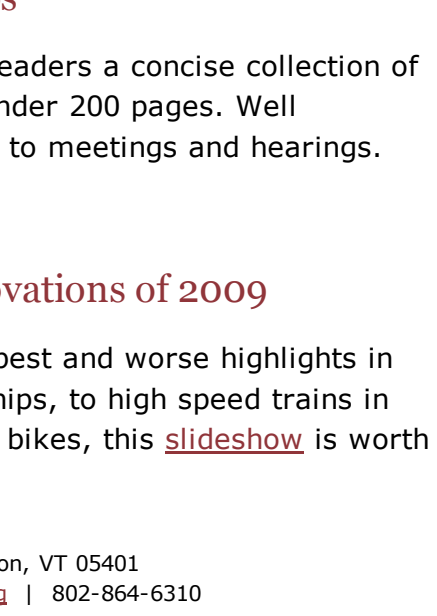 s
eaders a concise collection of
nder 200 pages. Well
to meetings and hearings.
ovations of 2009
best and worse highlights in
hips, to high speed trains in
bikes, this slideshow is worth
on, VT 05401
g | 802-864-6310